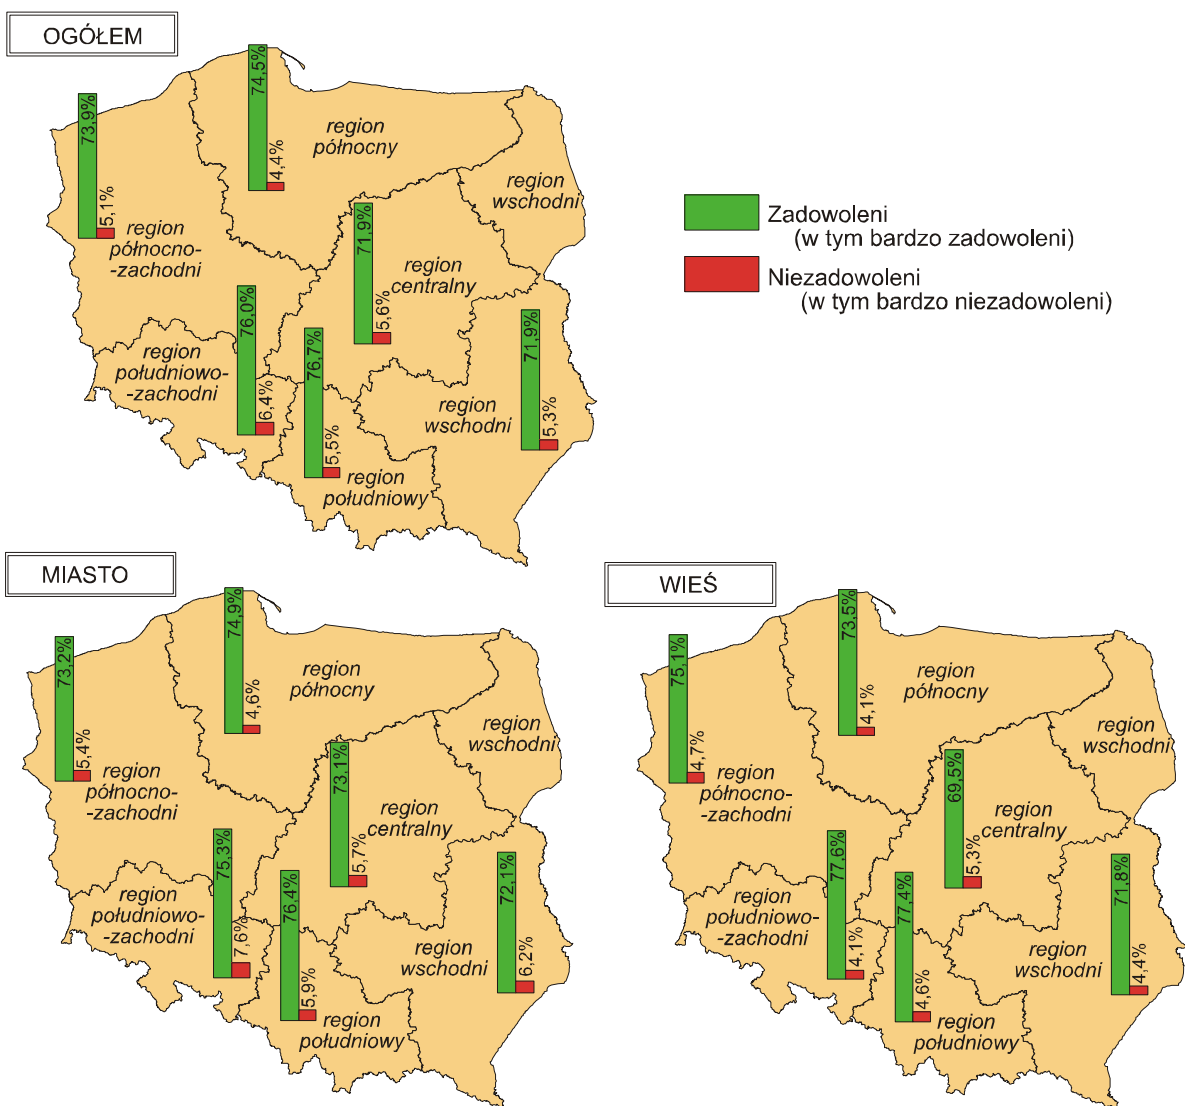 OGÓŁEM
74,5%
4,4%
region
północny
73,9%
5,1%
region
północno-
-zachodni
region
wschodni
71,9%
5,6%
region
centralny
76,0%
6,4%
region
południowo-
-zachodni
76,7%
5,5%
region
południowy
71,9%
5,3%
region
wschodni
Zadowoleni
(w tym bardzo zadowoleni)
Niezadowoleni
(w tym bardzo niezadowoleni)
MIASTO
74,9%
4,6%
region
północny
73,2%
5,4%
region
północno-
-zachodni
region
wschodni
73,1%
5,7%
region
centralny
75,3%
7,6%
region
południowo-
-zachodni
76,4%
5,9%
region
południowy
72,1%
6,2%
region
wschodni
WIEŚ
73,5%
4,1%
region
północny
75,1%
4,7%
region
północno-
-zachodni
region
wschodni
69,5%
5,3%
region
centralny
77,6%
4,1%
region
południowo-
-zachodni
77,4%
4,6%
region
południowy
71,8%
4,4%
region
wschodni